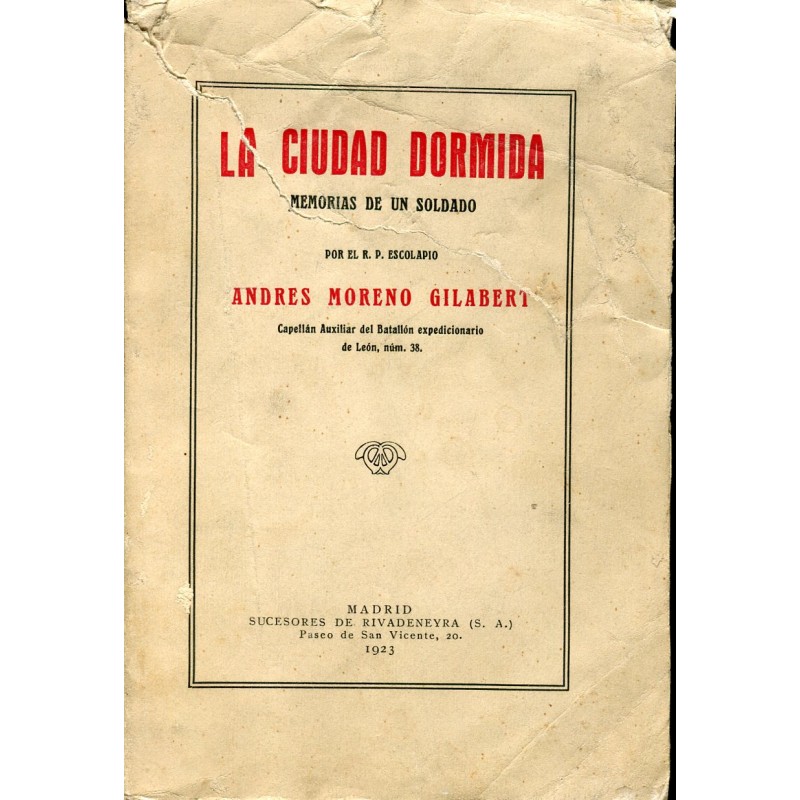 LA CIUDAD DORMIDA
MEMORIAS DE UN SOLDADO
POR EL R. P. ESCOLAPIO
ANDRES MORENO GILABERT
Capellán Auxiliar del Batallón expedicionario
de León, núm. 38.
MADRID
SUCESORES DE RIVADENEYRA (S. A.)
Paseo de San Vicente, 20.
1923